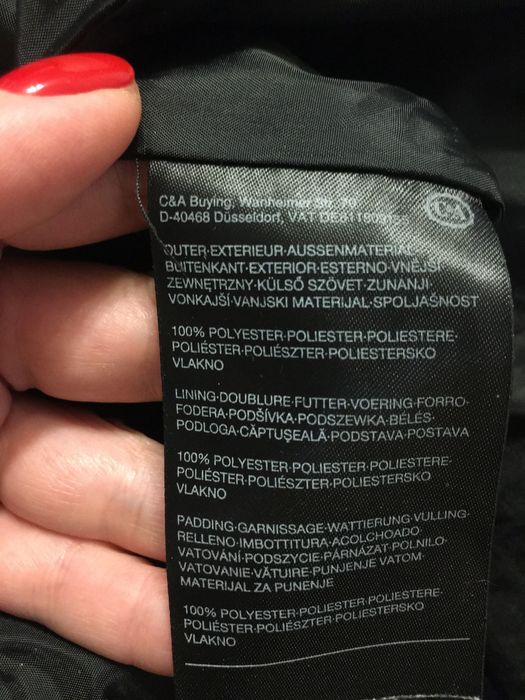 C&A Buying, Wanheimer Str. 70
D-40468 Düsseldorf, VAT
C&A
OUTER·EXTERIEUR·AUSSENMATERIAL
BUITENKANT·EXTERIOR·ESTERNO·VNĚJŠÍ
ZEWNĘTRZNY·KÜLSŐ SZÖVET·ZUNANJI·
VONKAJŠÍ·VANJSKI MATERIJAL·SPOLJAŠNOST
100% POLYESTER·POLIESTER·POLIESTERE·
POLIÉSTER·POLIÉSZTER·POLIESTERSKO
VLAKNO
LINING·DOUBLURE·FUTTER·VOERING·FORRO·
FODERA·PODŠÍVKA·PODSZEWKA·BÉLÉS·
PODLOGA·CĂPTUŞEALĂ·PODSTAVA·POSTAVA
100% POLYESTER·POLIESTER·POLIESTERE·
POLIÉSTER·POLIÉSZTER·POLIESTERSKO
VLAKNO
PADDING·GARNISSAGE·WATTIERUNG·VULLING·
RELLENO·IMBOTTITURA·ACOLCHOADO·
VATOVÁNÍ·PODSZYCIE·PÁRNÁZAT·POLNILO·
VATOVANIE·VĂTUIRE·PUNJENJE VATOM·
MATERIJAL ZA PUNENJE
100% POLYESTER·POLIESTER·POLIESTERE·
POLIÉSTER·POLIÉSZTER·POLIESTERSKO
VLAKNO